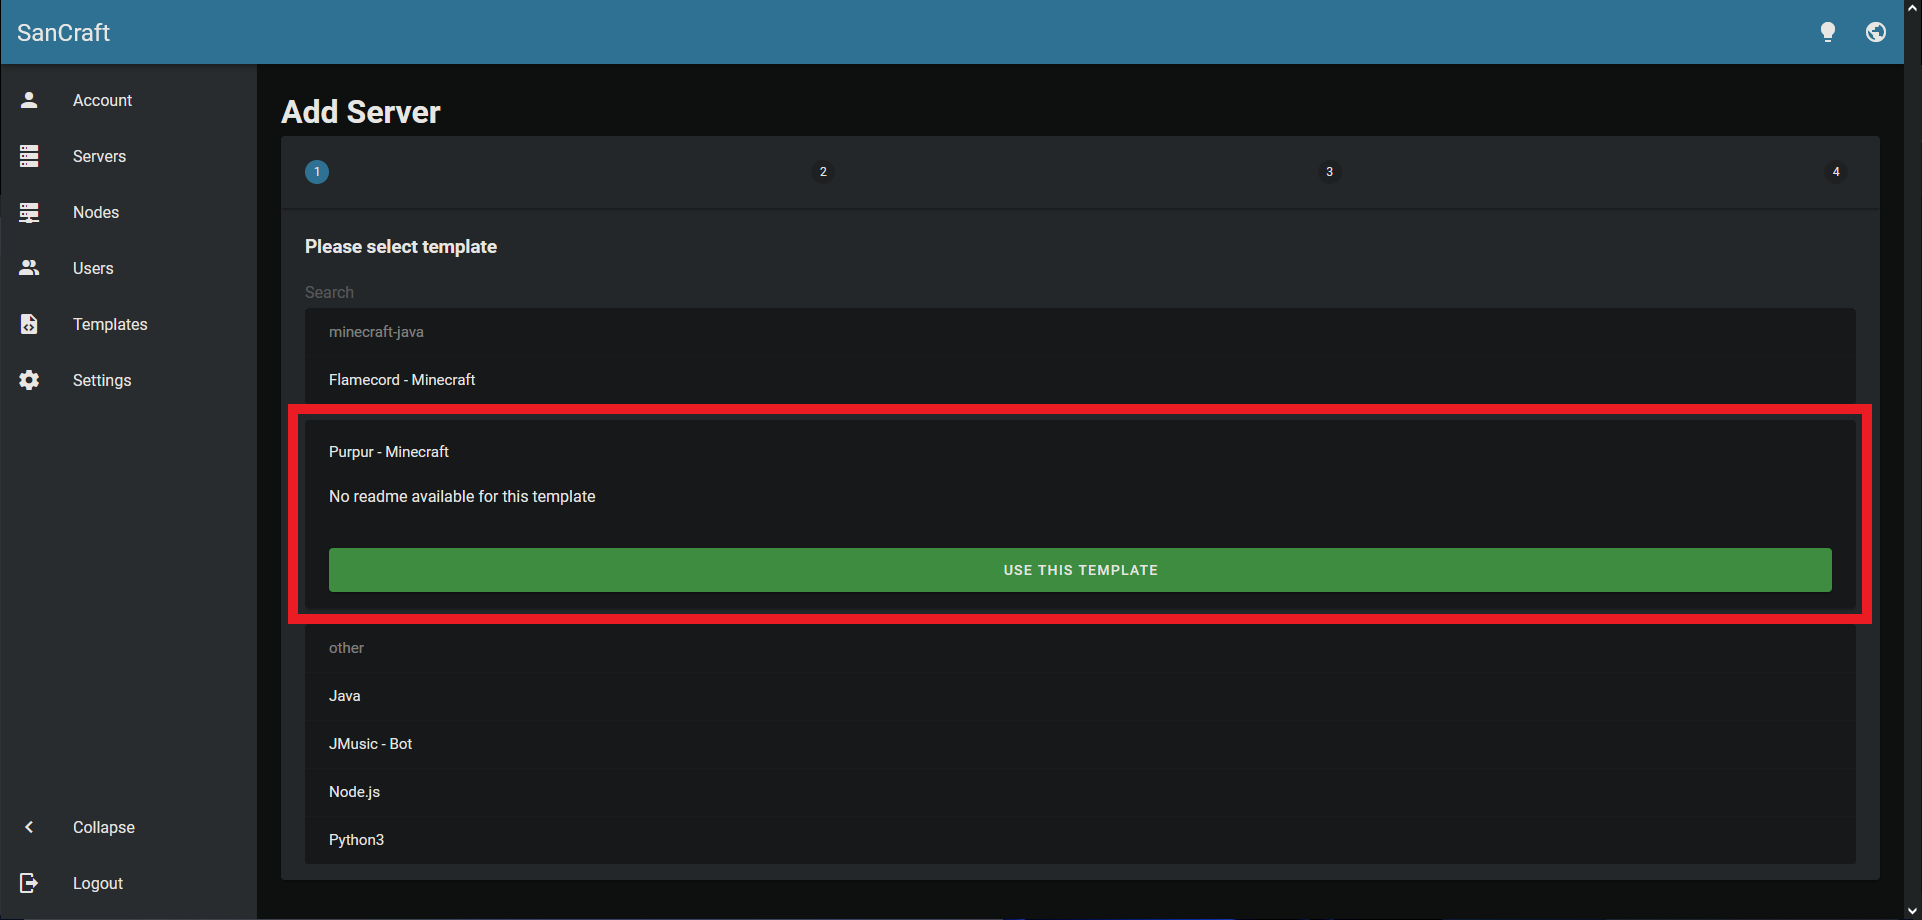 SanCraft
Account
Servers
Nodes
Users
Templates
Settings
Collapse
Logout
Add Server
1 2 3 4
Please select template
Search
minecraft-java
Flamecord - Minecraft
Purpur - Minecraft
No readme available for this template
USE THIS TEMPLATE
other
Java
JMusic - Bot
Node.js
Python3